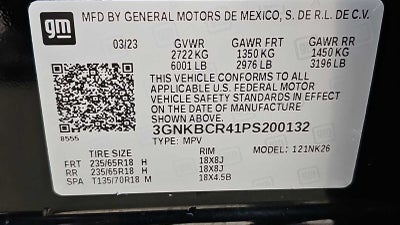 gm
MFD BY GENERAL MOTORS DE MEXICO, S. DE R.L. DE C.V.
03/23 GVWR GAWR FRT GAWR RR
2722 KG 1350 KG 1450 KG
6001 LB 2976 LB 3196 LB
THIS VEHICLE CONFORMS TO ALL
APPLICABLE U.S. FEDERAL MOTOR
VEHICLE SAFETY STANDARDS IN EFFECT
ON THE DATE OF MANUFACTURE
SHOWN ABOVE.
3GNKBCR41PS200132
8555 TYPE: MPV MODEL: 121NK26
TIRE SIZE RIM
FRT 235/65R18 H 18X8J
RR 235/65R18 H 18X8J
SPA T135/70R18 M 18X4.5B